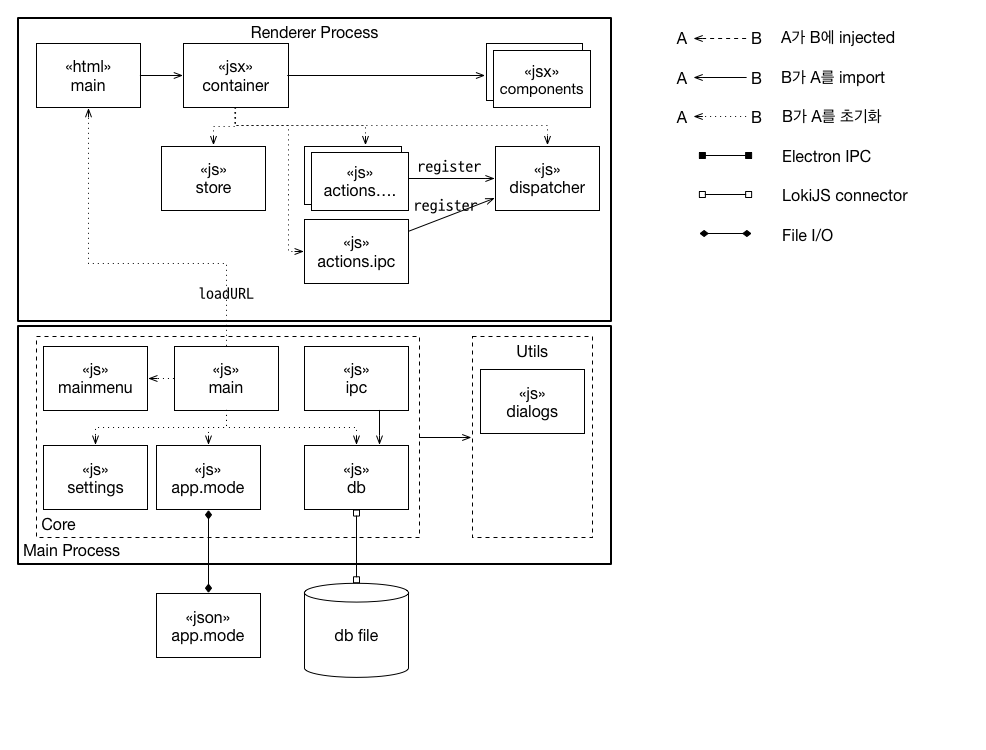 Renderer Process
«html»
main
«jsx»
container
«jsx»
components
«js»
store
«js»
actions....
register
«js»
dispatcher
register
«js»
actions.ipc
loadURL
«js»
mainmenu
«js»
main
«js»
ipc
Utils
«js»
dialogs
«js»
settings
«js»
app.mode
«js»
db
Core
Main Process
«json»
app.mode
db file
A B A가 B에 injected
A B B가 A를 import
A B B가 A를 초기화
Electron IPC
LokiJS connector
File I/O